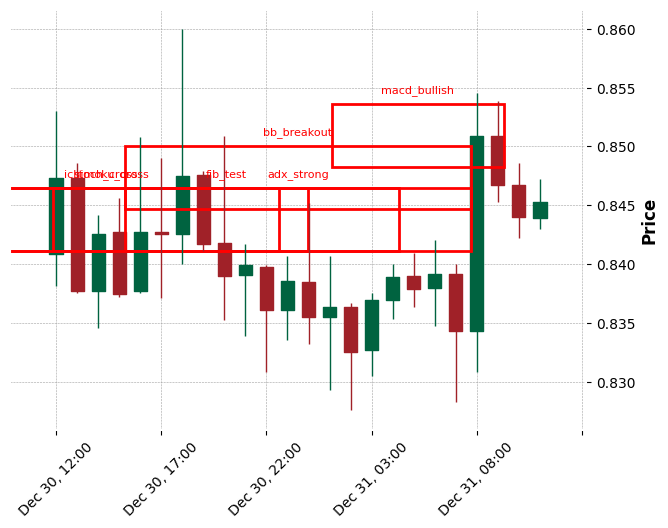 0.860
0.855
macd_bullish
0.850
bb_breakout
fib_test
adx_strong
0.845
0.840
0.835
0.830
Price
Dec 30, 12:00
Dec 30, 17:00
Dec 30, 22:00
Dec 31, 03:00
Dec 31, 08:00